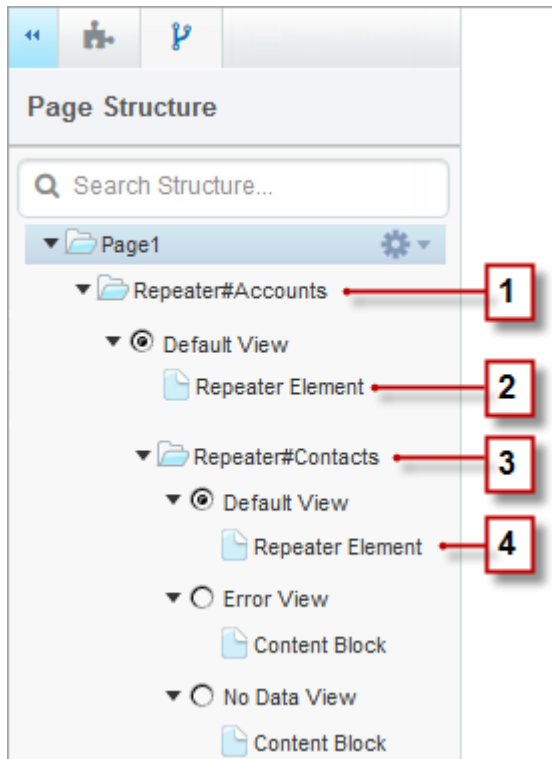 Page Structure
Search Structure...
Page1
Repeater#Accounts
1
Default View
Repeater Element
2
Repeater#Contacts
3
Default View
Repeater Element
4
Error View
Content Block
No Data View
Content Block